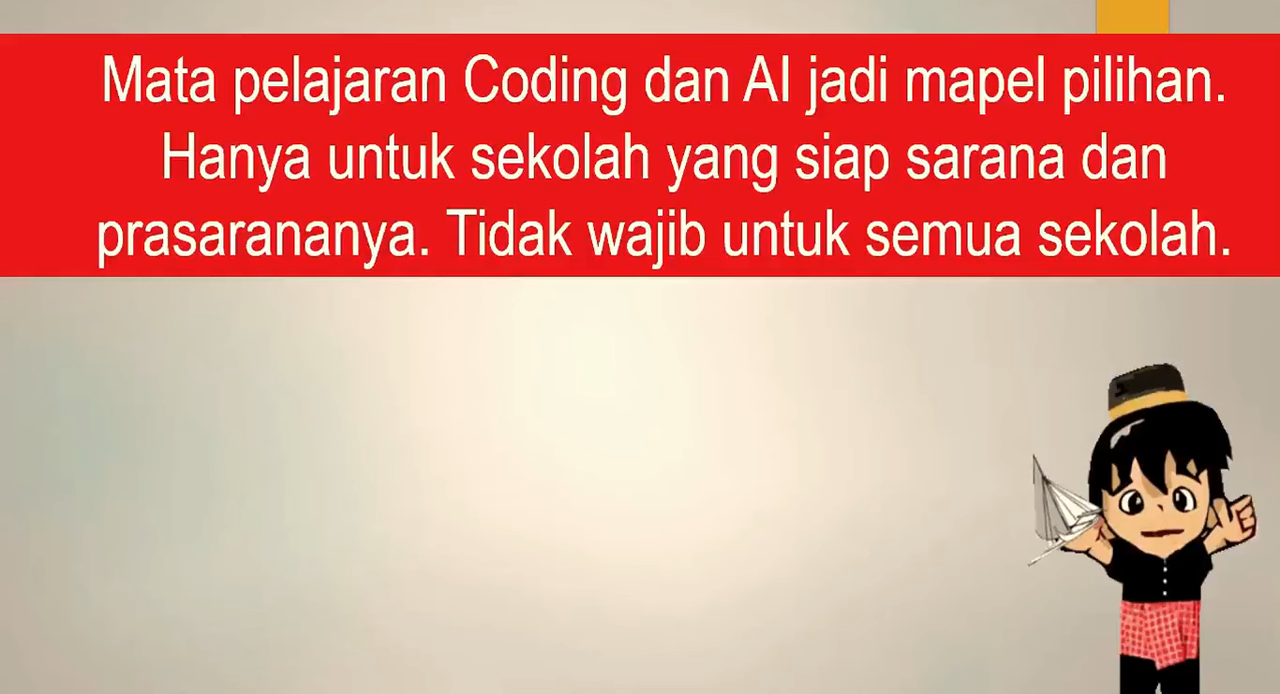 Mata pelajaran Coding dan AI jadi mapel pilihan.
Hanya untuk sekolah yang siap sarana dan
prasarananya. Tidak wajib untuk semua sekolah.